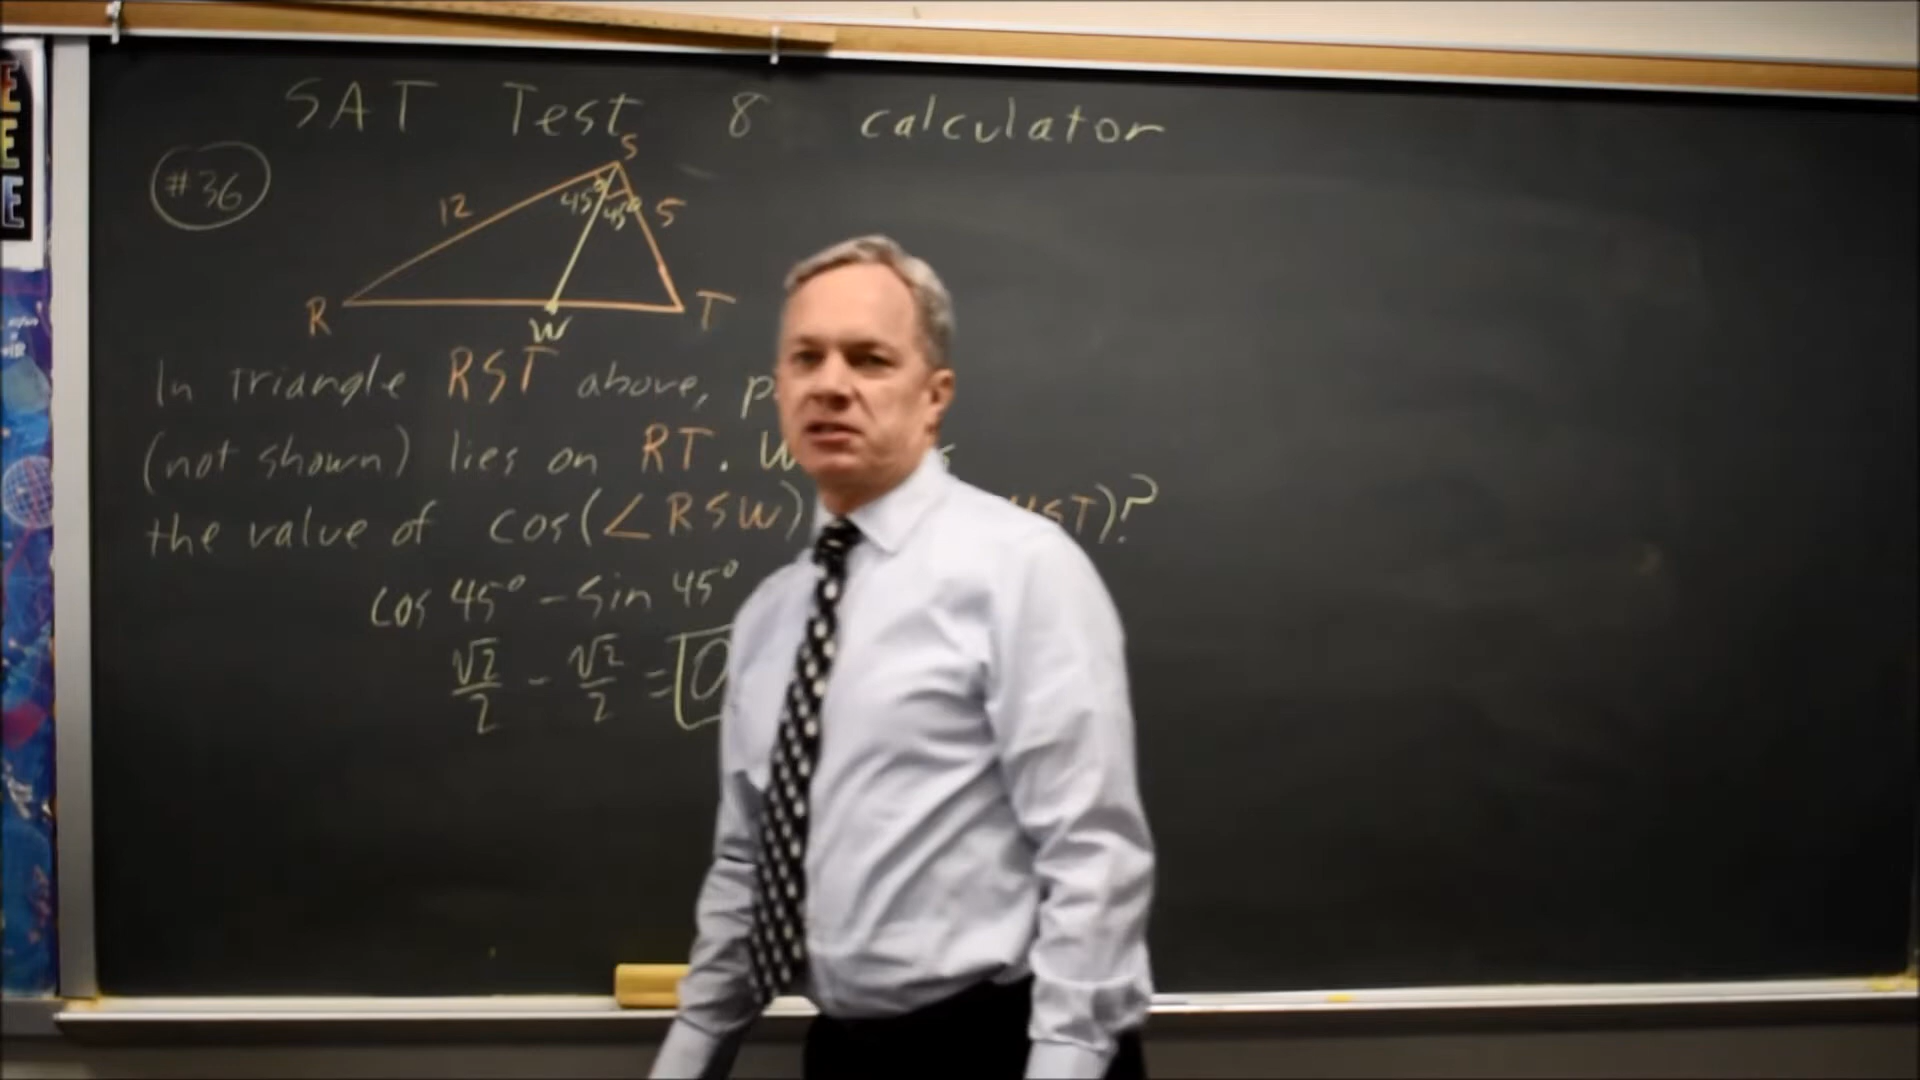 SAT Test 8 calculator
#36
S
12
45°
45°
5
R
W
T
In triangle RST above,
(not shown) lies on RT.
the value of cos(∠RSW) ST)?
cos 45° - sin 45°
√2/2 - √2/2 = 0
E
E
E